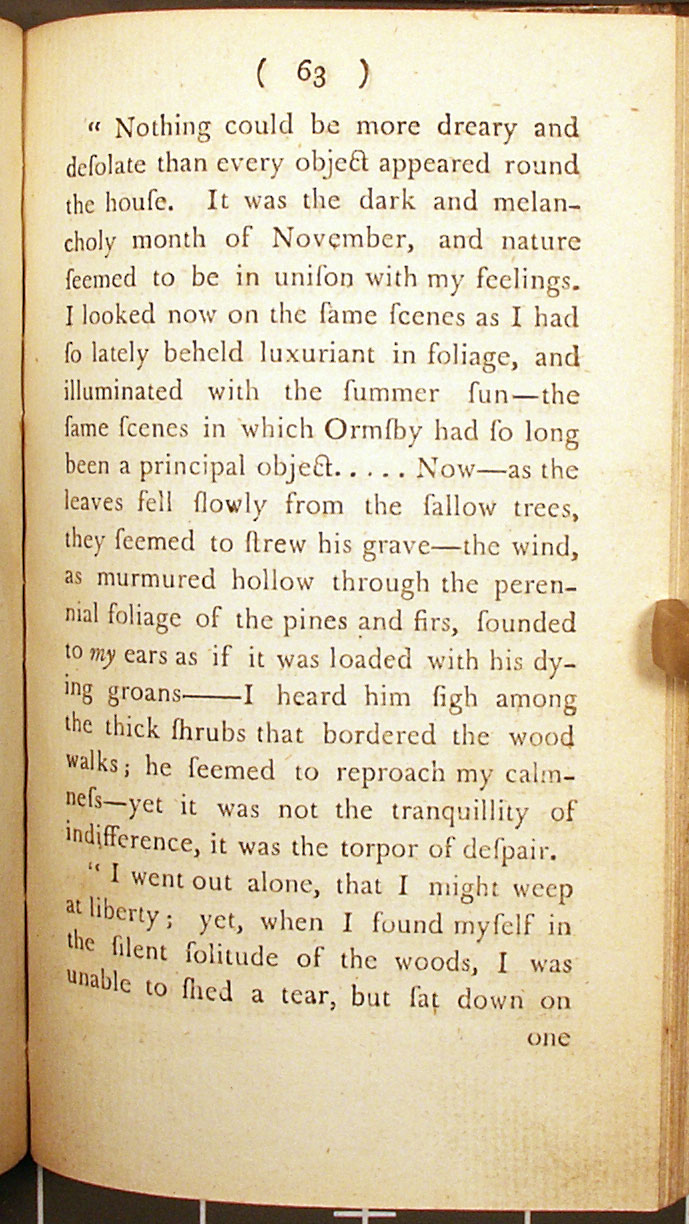 ( 63 )
“ Nothing could be more dreary and
deſolate than every object appeared round
the houſe. It was the dark and melan-
choly month of November, and nature
ſeemed to be in uniſon with my feelings.
I looked now on the ſame ſcenes as I had
ſo lately beheld luxuriant in foliage, and
illuminated with the ſummer ſun—the
ſame ſcenes in which Ormſby had ſo long
been a principal object..... Now—as the
leaves fell ſlowly from the ſallow trees,
they ſeemed to ſtrew his grave—the wind,
as murmured hollow through the peren-
nial foliage of the pines and firs, ſounded
to my ears as if it was loaded with his dy-
ing groans——I heard him ſigh among
the thick ſhrubs that bordered the wood
walks; he ſeemed to reproach my calm-
neſs—yet it was not the tranquillity of
indifference, it was the torpor of deſpair.
“ I went out alone, that I might weep
at liberty; yet, when I found myſelf in
the ſilent ſolitude of the woods, I was
unable to ſhed a tear, but ſat down on
one